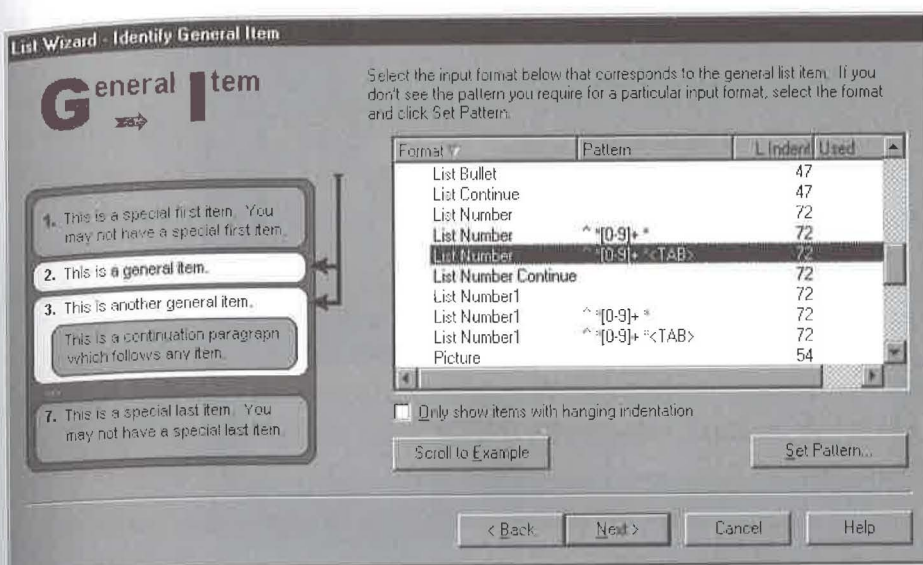 List Wizard - Identify General Item
General Item
Select the input format below that corresponds to the general list item. If you
don't see the pattern you require for a particular input format, select the format
and click Set Pattern.
Format Pattern L Indent Used
List Bullet 47
List Continue 47
List Number 72
List Number ^ *[0-9]+ * 72
List Number ^ *[0-9]+ *<TAB> 72
List Number Continue 72
List Number1 72
List Number1 ^ *[0-9]+ * 72
List Number1 ^ *[0-9]+ *<TAB> 72
Picture 54
1. This is a special first item. You
may not have a special first item.
2. This is a general item.
3. This is another general item.
This is a continuation paragraph
which follows any item.
...
7. This is a special last item. You
may not have a special last item.
Only show items with hanging indentation
Scroll to Example
Set Pattern...
< Back
Next >
Cancel
Help